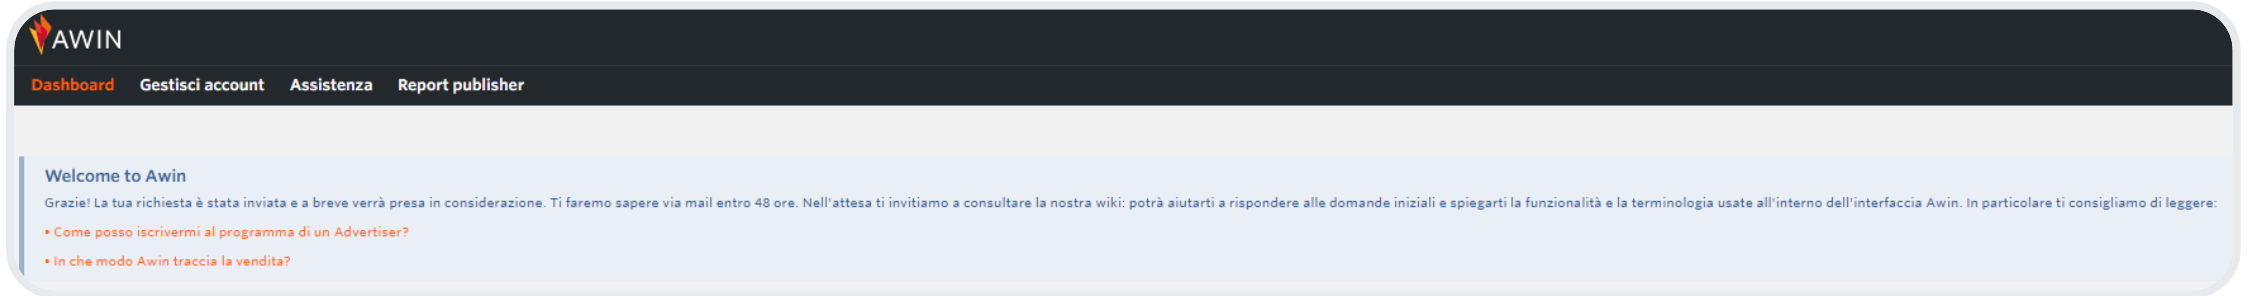 AWIN
Dashboard Gestisci account Assistenza Report publisher
Welcome to Awin
Grazie! La tua richiesta è stata inviata e a breve verrà presa in considerazione. Ti faremo sapere via mail entro 48 ore. Nell'attesa ti invitiamo a consultare la nostra wiki: potrà aiutarti a rispondere alle domande iniziali e spiegarti la funzionalità e la terminologia usate all'interno dell'interfaccia Awin. In particolare ti consigliamo di leggere:
• Come posso iscrivermi al programma di un Advertiser?
• In che modo Awin traccia la vendita?